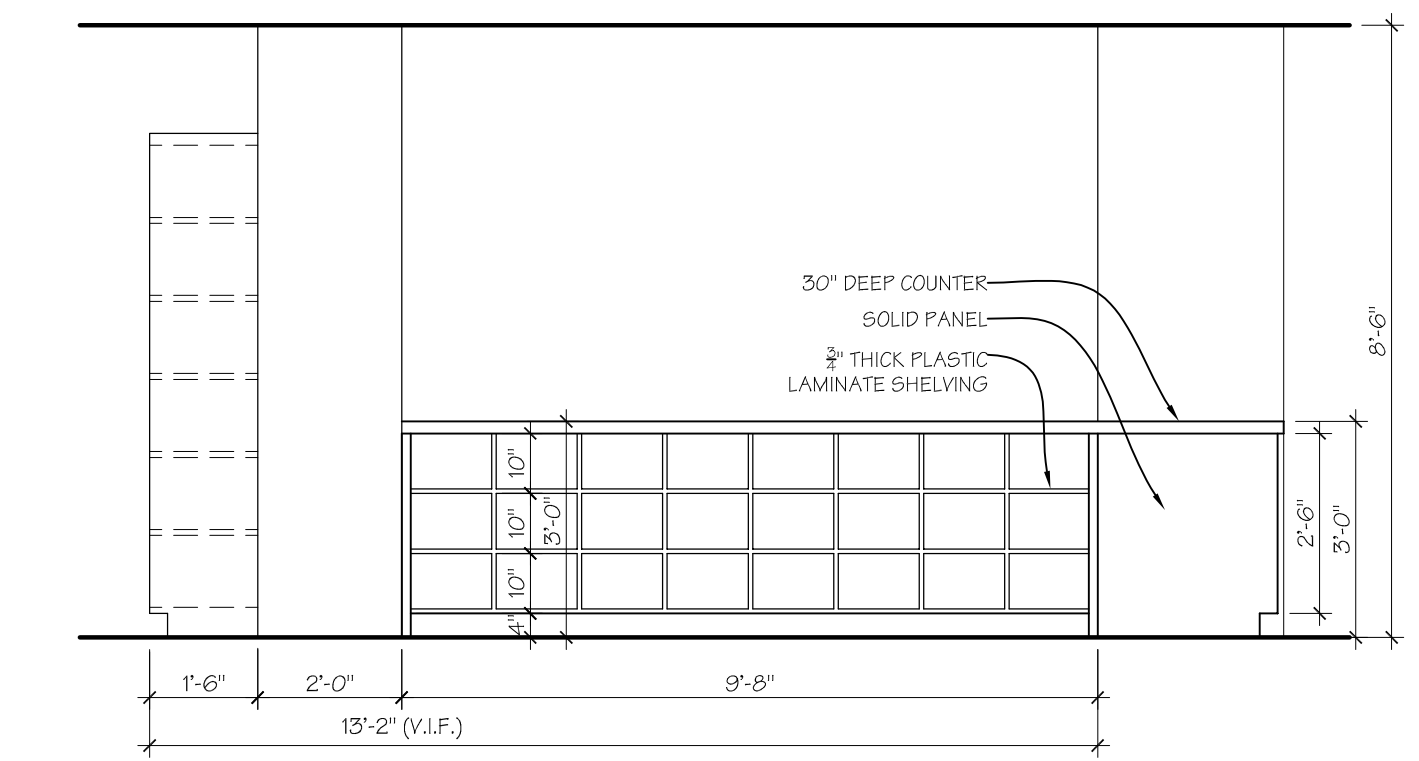 30" DEEP COUNTER
SOLID PANEL
3/4" THICK PLASTIC
LAMINATE SHELVING
8'-6"
10"
10"
10"
4"
3'-0"
2'-6"
3'-0"
1'-6"
2'-0"
9'-8"
13'-2" (V.I.F.)